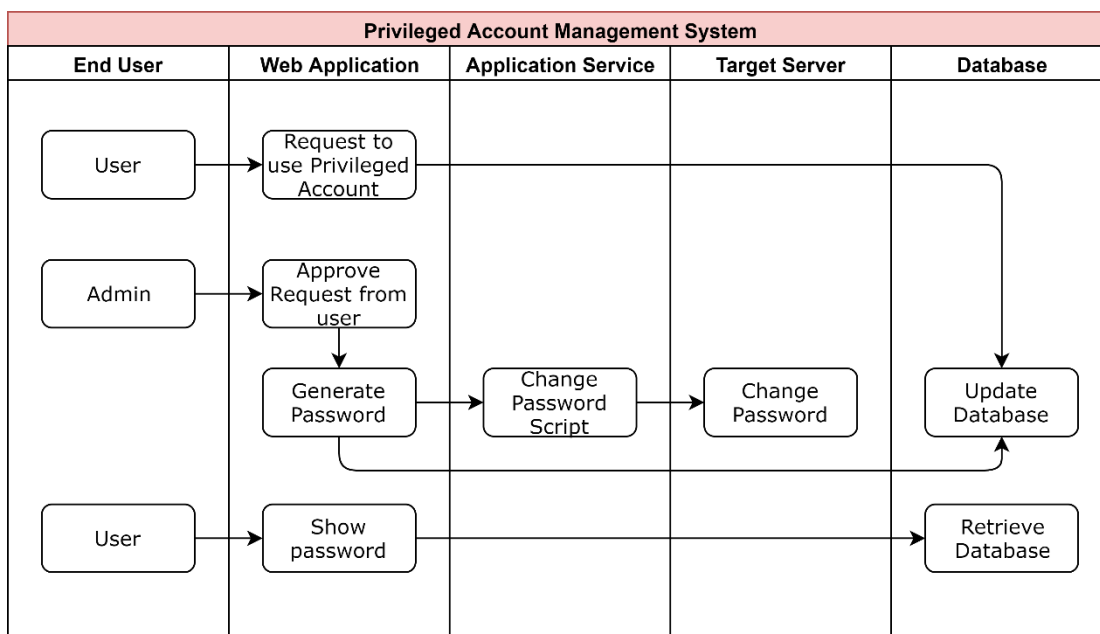 Privileged Account Management System
End User
Web Application
Application Service
Target Server
Database
User
Request to
use Privileged
Account
Admin
Approve
Request from
user
Generate
Password
Change
Password
Script
Change
Password
Update
Database
User
Show
password
Retrieve
Database